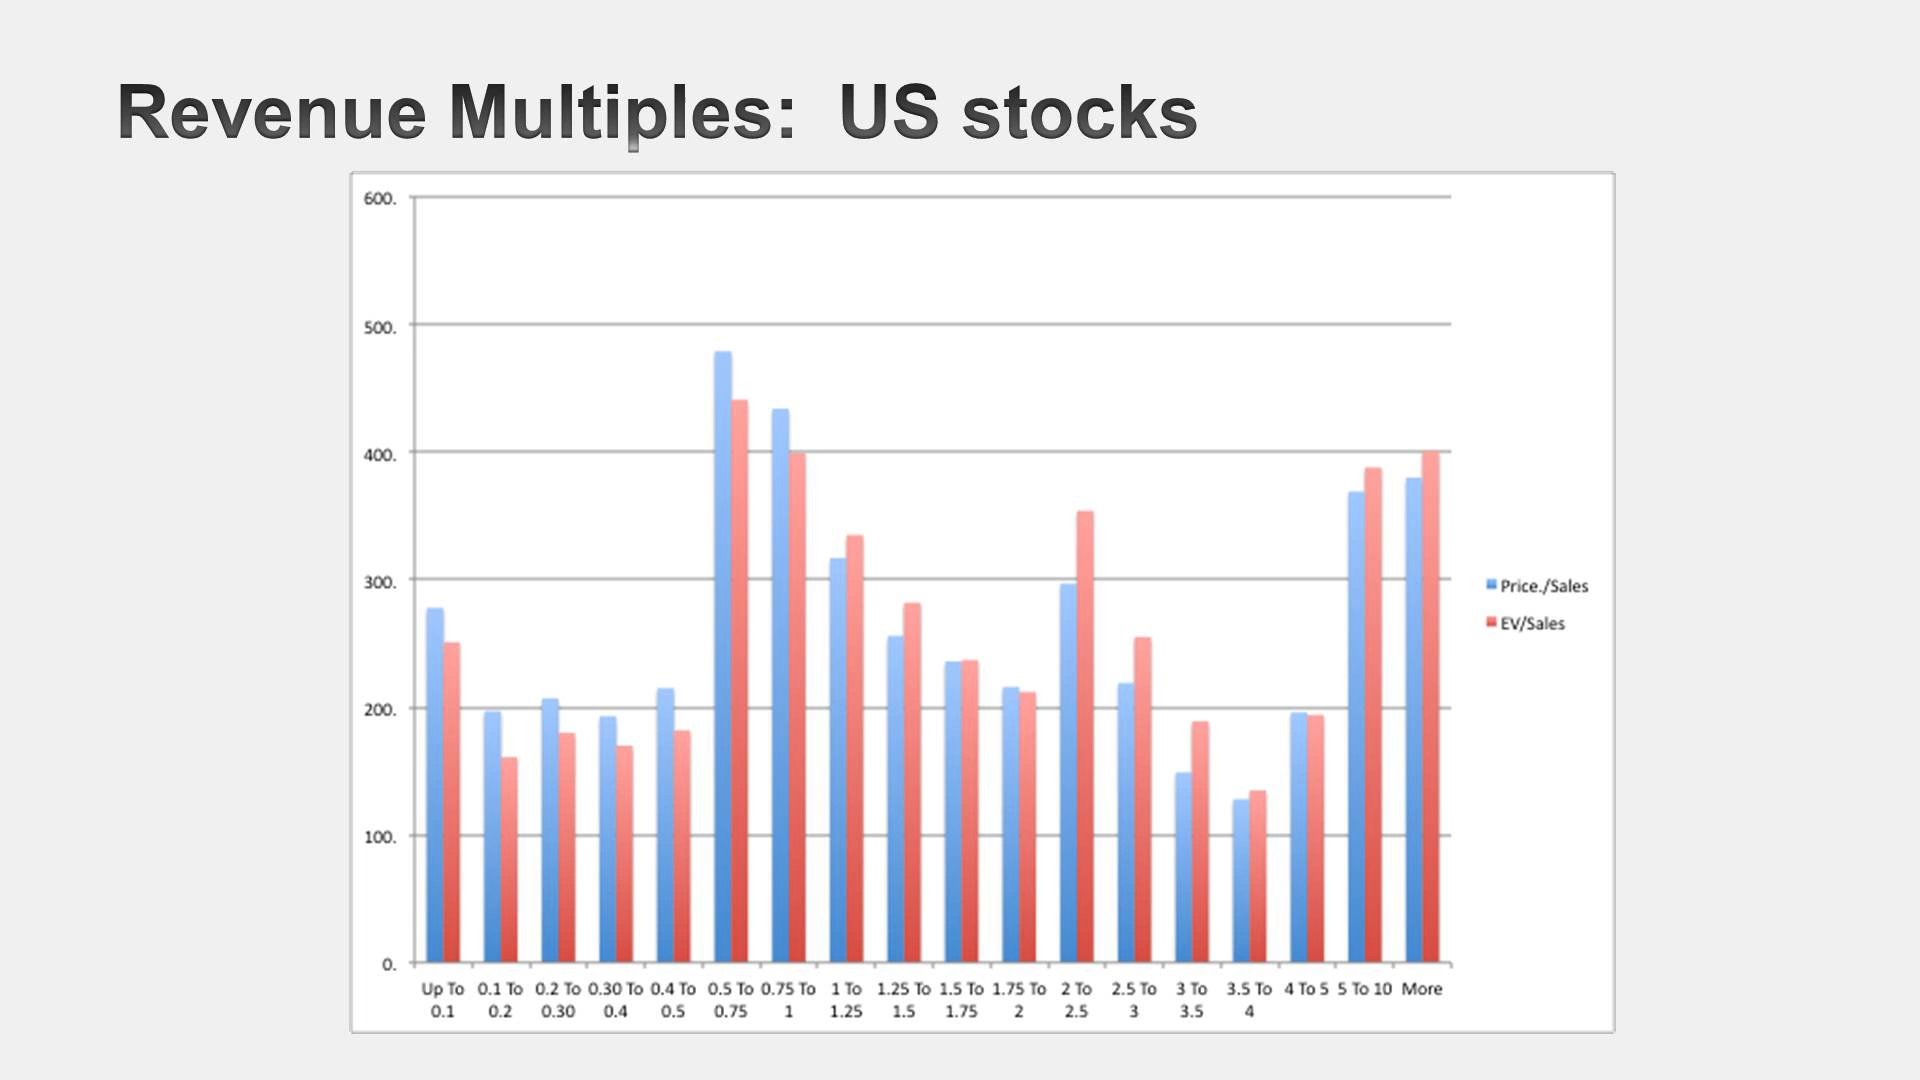 Revenue Multiples:  US stocks
600.
500.
400.
300.
200.
100.
0.
Up To 0.1 To 0.2 To 0.30 To 0.4 To 0.5 To 0.75 To 1 To 1.25 To 1.5 To 1.75 To 2 To 2.5 To 3 To 3.5 To 4 To 5 5 To 10 More
0.1 0.2 0.30 0.4 0.5 0.75 1 1.25 1.5 1.75 2 2.5 3 3.5 4
Price./Sales
EV/Sales